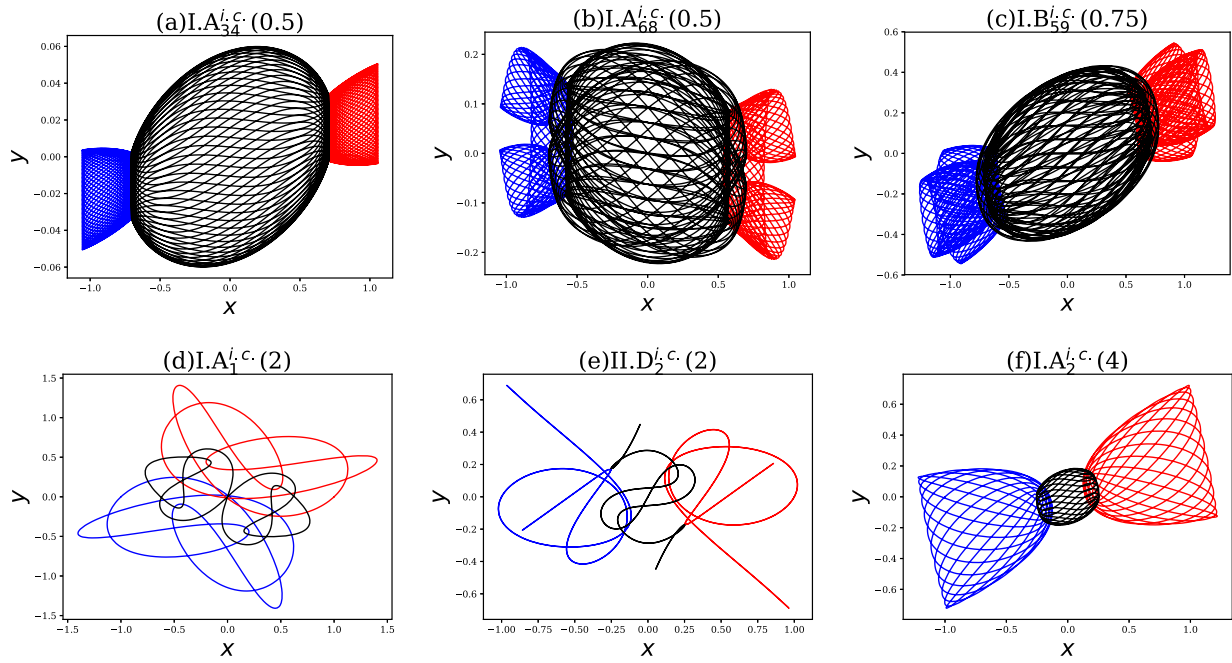 (a)I.A₃₄^{i.c.}(0.5)
0.06
0.04
0.02
0.00
−0.02
−0.04
−0.06
y
−1.0 −0.5 0.0 0.5 1.0
x
(b)I.A₆₈^{i.c.}(0.5)
0.2
0.1
0.0
−0.1
−0.2
y
−1.0 −0.5 0.0 0.5 1.0
x
(c)I.B₅₉^{i.c.}(0.75)
0.6
0.4
0.2
0.0
−0.2
−0.4
−0.6
y
−1.0 −0.5 0.0 0.5 1.0
x
(d)I.A₁^{i.c.}(2)
1.5
1.0
0.5
0.0
−0.5
−1.0
−1.5
y
−1.5 −1.0 −0.5 0.0 0.5 1.0 1.5
x
(e)II.D₂^{i.c.}(2)
0.6
0.4
0.2
0.0
−0.2
−0.4
−0.6
y
−1.00 −0.75 −0.50 −0.25 0.00 0.25 0.50 0.75 1.00
x
(f)I.A₂^{i.c.}(4)
0.6
0.4
0.2
0.0
−0.2
−0.4
−0.6
y
−1.0 −0.5 0.0 0.5 1.0
x